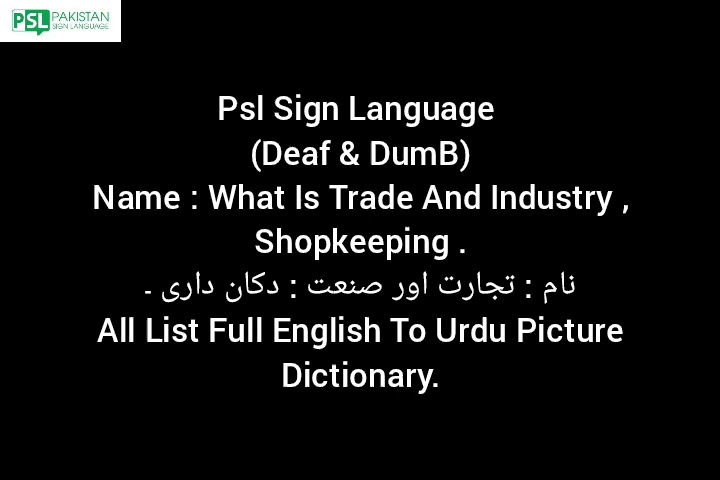 PSL PAKISTAN
SIGN LANGUAGE
Psl Sign Language
(Deaf & DumB)
Name : What Is Trade And Industry ,
Shopkeeping .
نام : تجارت اور صنعت : دکان داری ۔
All List Full English To Urdu Picture
Dictionary.